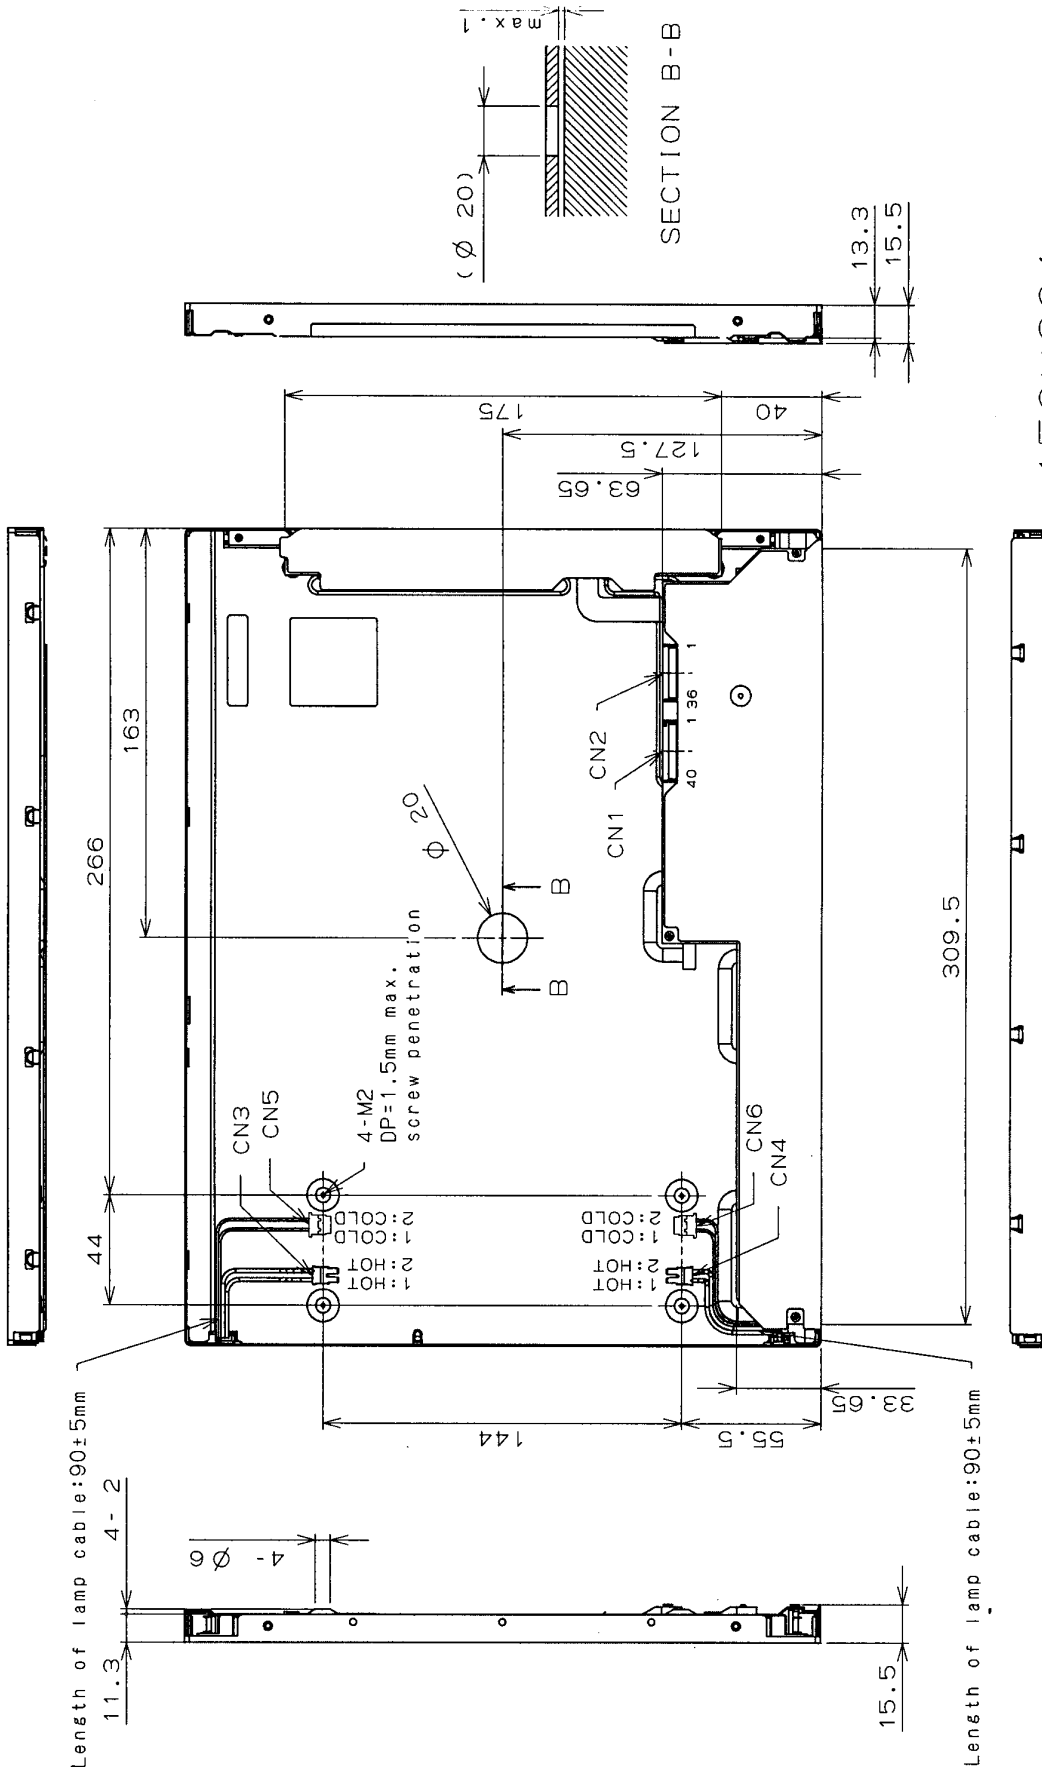 max.1
(Ø 20)
SECTION B-B
13.3
15.5
175
40
127.5
63.65
266
163
44
CN2
CN1
1
36
1
40
Φ 20
B
B
309.5
CN3
CN5
4-M2
DP=1.5mm max.
screw penetration
1:COLD
2:COLD
1:HOT
2:HOT
1:COLD
2:COLD
1:HOT
2:HOT
CN6
CN4
33.65
55.5
144
Length of lamp cable:90±5mm
Length of lamp cable:90±5mm
4-2
11.3
4-Ø6
15.5